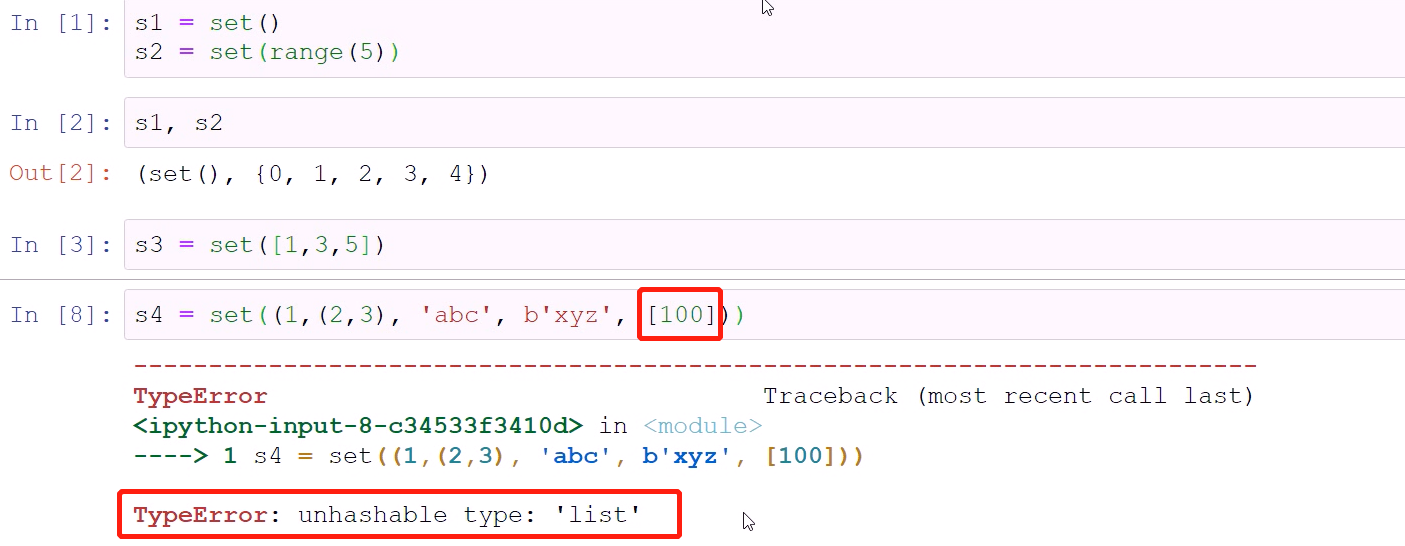 In [1]: s1 = set()
s2 = set(range(5))
In [2]: s1, s2
Out[2]: (set(), {0, 1, 2, 3, 4})
In [3]: s3 = set([1,3,5])
In [8]: s4 = set((1,(2,3), 'abc', b'xyz', [100]))
---------------------------------------------------------------------------
TypeError Traceback (most recent call last)
<ipython-input-8-c34533f3410d> in <module>
----> 1 s4 = set((1,(2,3), 'abc', b'xyz', [100]))
TypeError: unhashable type: 'list'